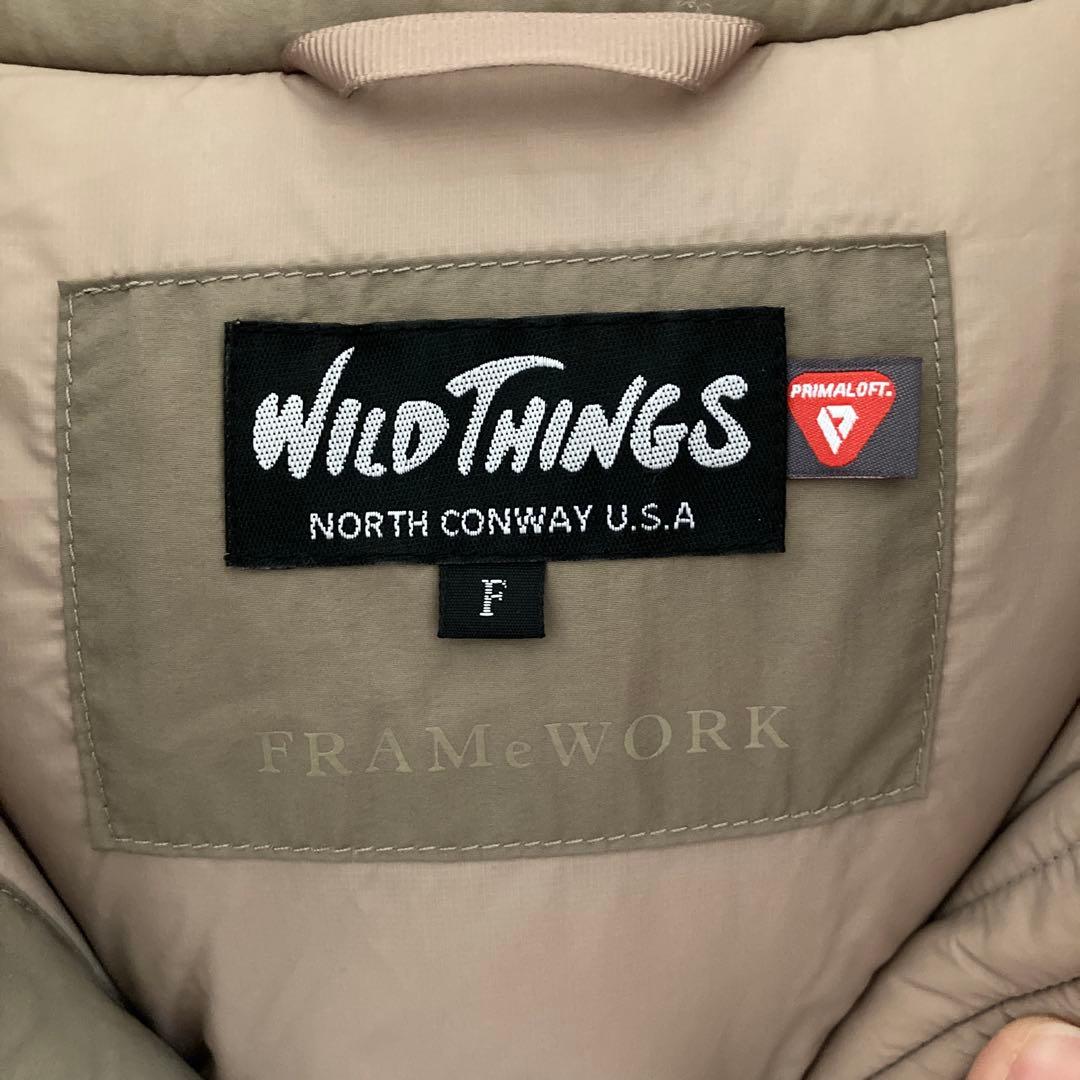 WILD THINGS
NORTH CONWAY U.S.A
PRIMALOFT®
F
FRAMeWORK